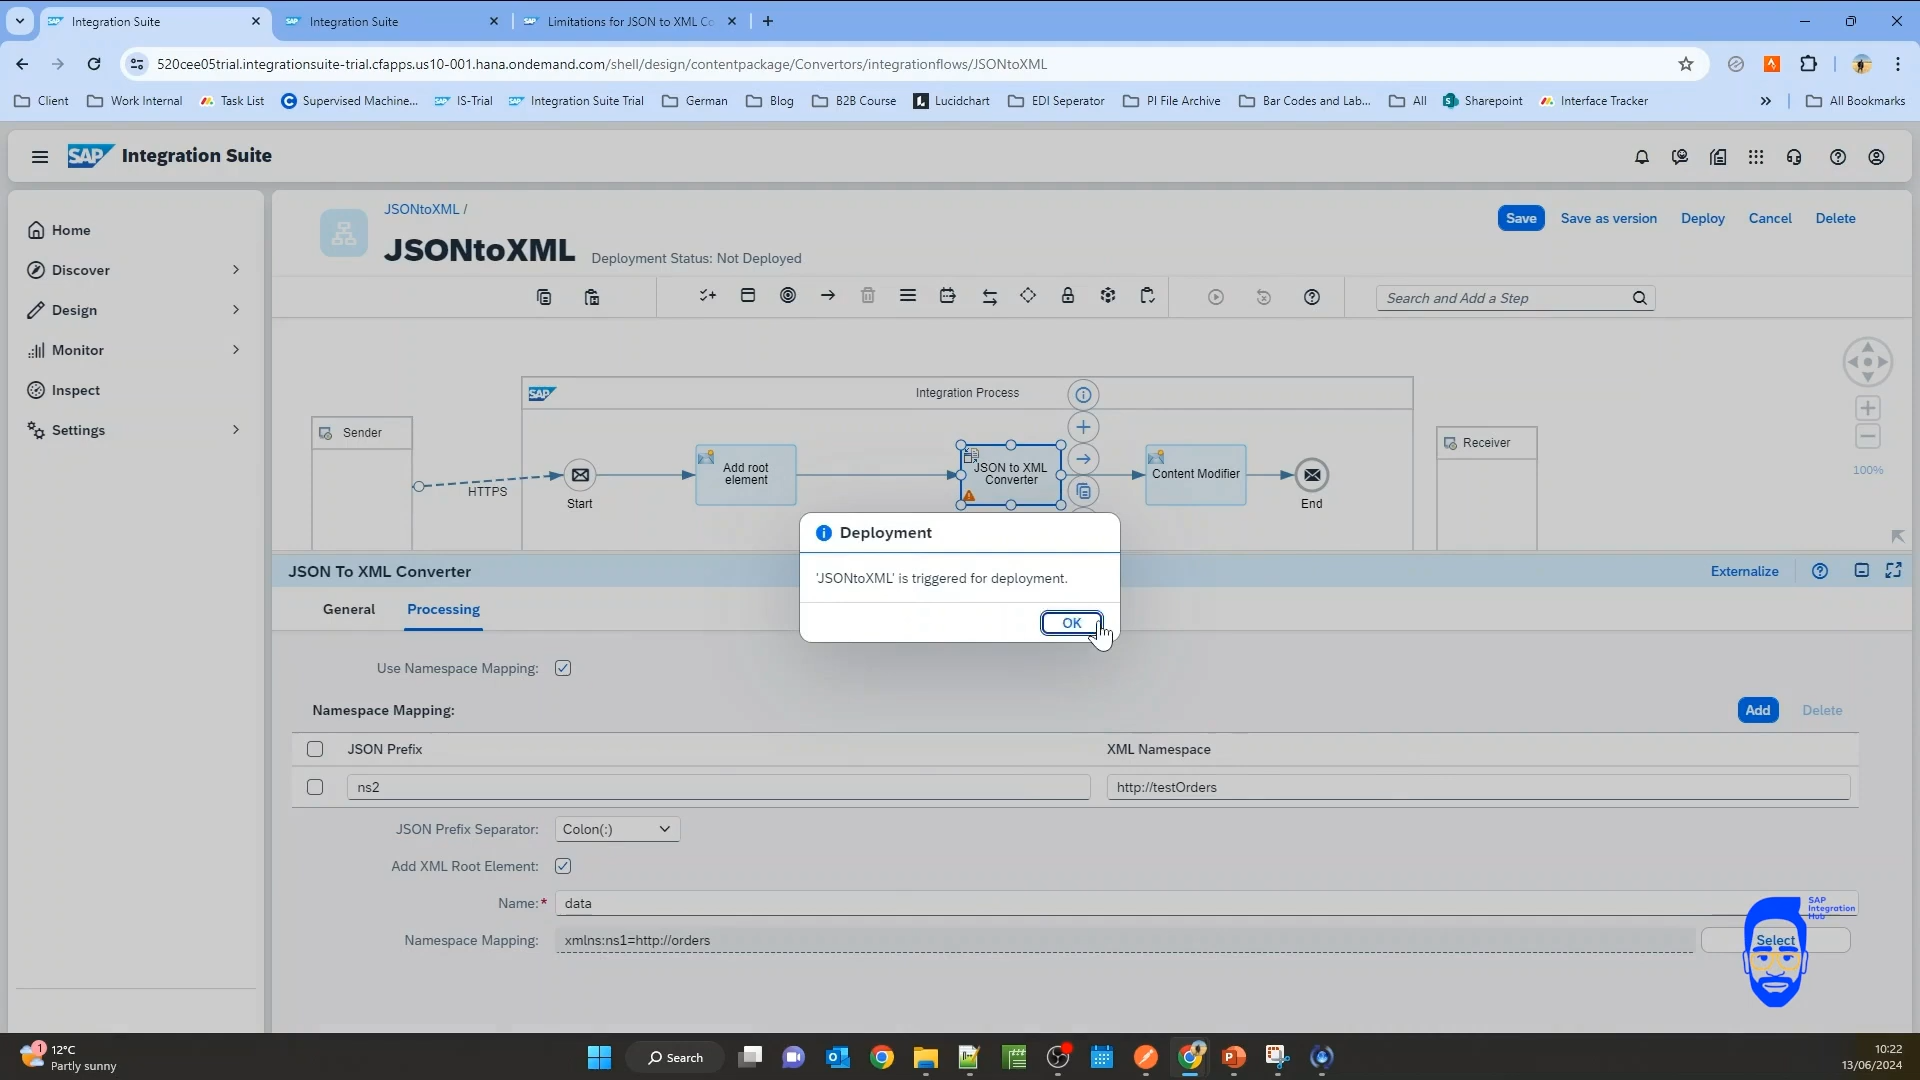 Integration Suite
Integration Suite
Limitations for JSON to XML Co
520cee05trial.integrationsuite-trial.cfapps.us10-001.hana.ondemand.com/shell/design/contentpackage/Convertors/integrationflows/JSONtoXML
Client
Work Internal
Task List
Supervised Machine...
IS-Trial
Integration Suite Trial
German
Blog
B2B Course
Lucidchart
EDI Seperator
PI File Archive
Bar Codes and Lab...
All
Sharepoint
Interface Tracker
All Bookmarks
SAP Integration Suite
Home
Discover
Design
Monitor
Inspect
Settings
JSONtoXML /
JSONtoXML
Deployment Status: Not Deployed
Save
Save as version
Deploy
Cancel
Delete
Search and Add a Step
SAP
Integration Process
Sender
HTTPS
Start
Add root
element
JSON to XML
Converter
Content Modifier
End
Receiver
100%
Deployment
'JSONtoXML' is triggered for deployment.
OK
JSON To XML Converter
Externalize
General
Processing
Use Namespace Mapping:
Namespace Mapping:
Add
Delete
JSON Prefix
XML Namespace
ns2
http://testOrders
JSON Prefix Separator:
Colon(:)
Add XML Root Element:
Name:*
data
Namespace Mapping:
xmlns:ns1=http://orders
Select
SAP
Integration
Hub
1
12°C
Partly sunny
Search
10:22
13/06/2024